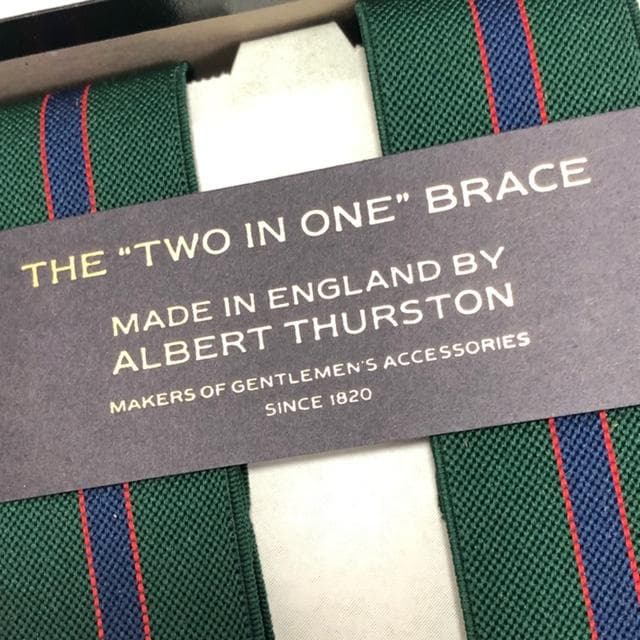 THE "TWO IN ONE" BRACE
MADE IN ENGLAND BY
ALBERT THURSTON
MAKERS OF GENTLEMEN'S ACCESSORIES
SINCE 1820